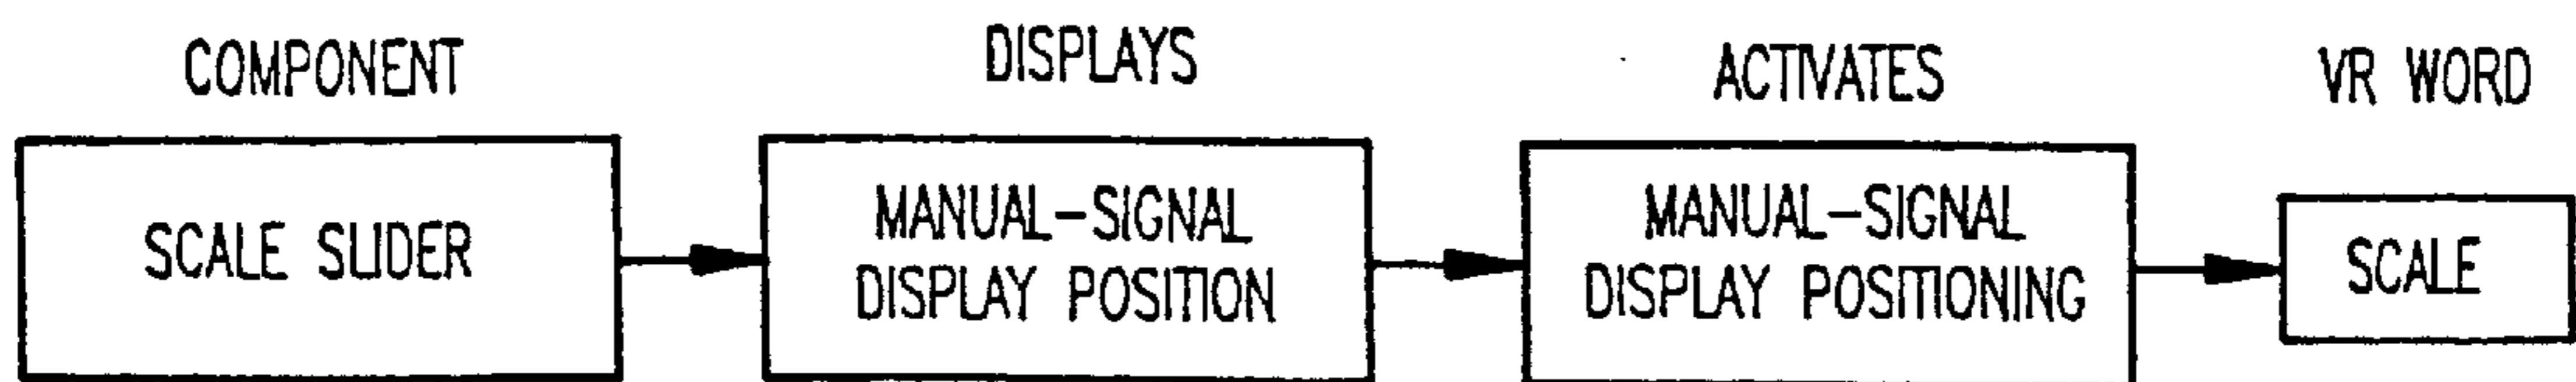 COMPONENT
DISPLAYS
ACTIVATES
VR WORD
SCALE SLIDER
MANUAL-SIGNAL
DISPLAY POSITION
MANUAL-SIGNAL
DISPLAY POSITIONING
SCALE